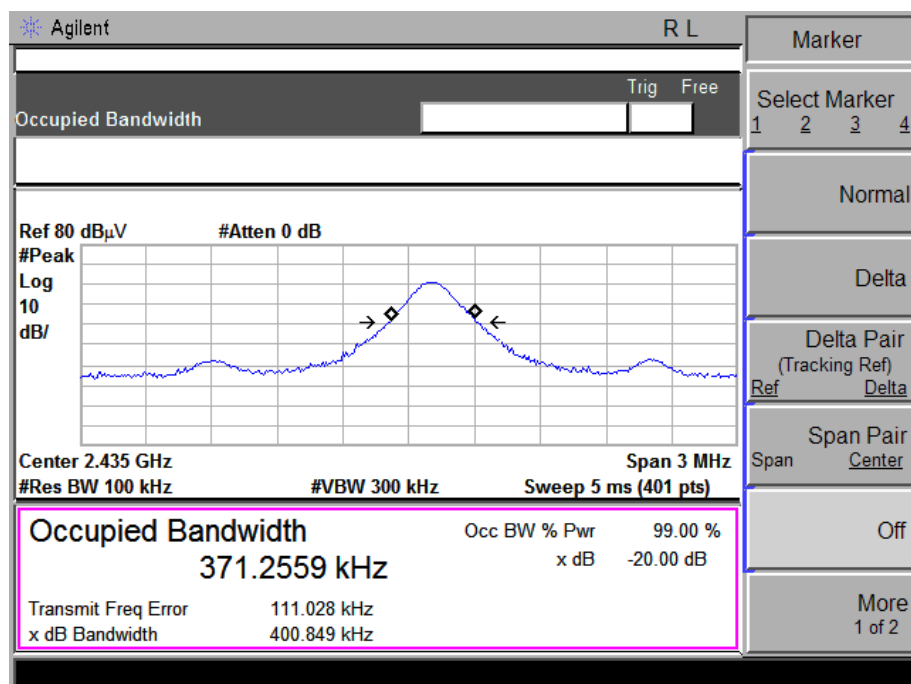 Agilent R L
Marker
Trig Free
Occupied Bandwidth
Select Marker
1 2 3 4
Normal
Ref 80 dBμV #Atten 0 dB
#Peak
Log
10
dB/
Delta
Delta Pair
(Tracking Ref)
Ref Delta
Span Pair
Span Center
Center 2.435 GHz Span 3 MHz
#Res BW 100 kHz #VBW 300 kHz Sweep 5 ms (401 pts)
Occupied Bandwidth
371.2559 kHz
Occ BW % Pwr 99.00 %
x dB -20.00 dB
Off
Transmit Freq Error 111.028 kHz
x dB Bandwidth 400.849 kHz
More
1 of 2